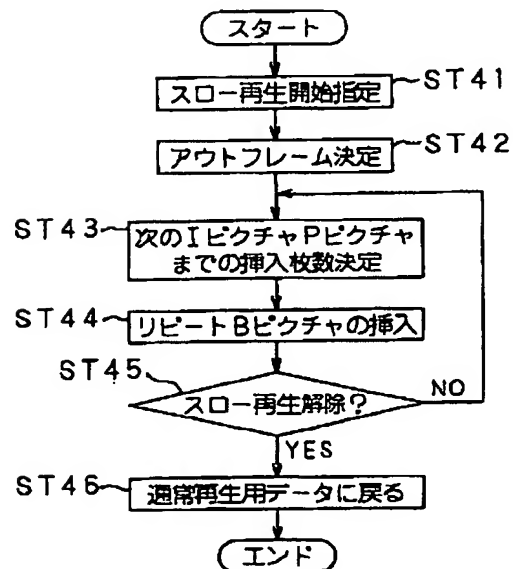 スタート
スロー再生開始指定
ST41
アウトフレーム決定
ST42
ST43
次のIピクチャPピクチャ
までの挿入枚数決定
ST44
リピートBピクチャの挿入
ST45
スロー再生解除?
NO
YES
ST46
通常再生用データに戻る
エンド